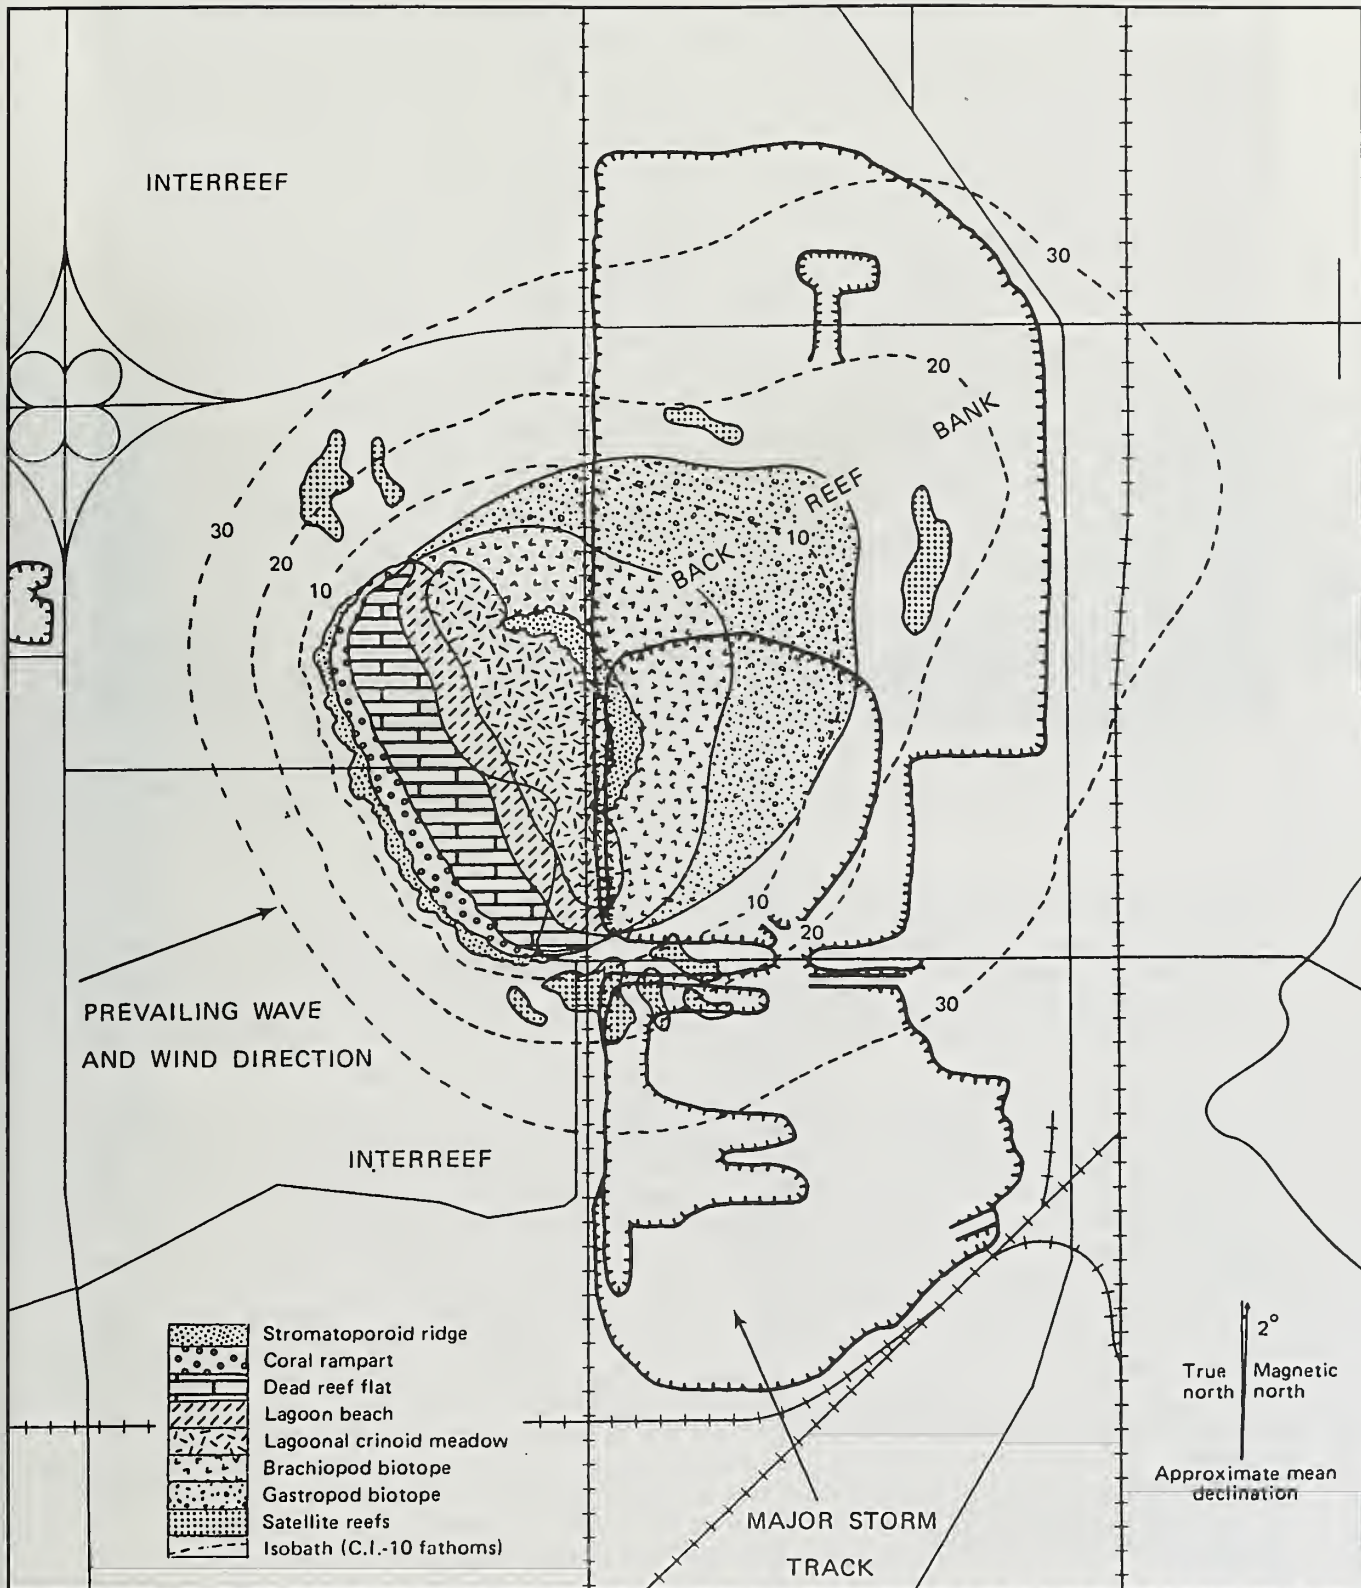 INTERREEF
30
20
BANK
REEF
10
BACK
30
20
10
10
20
30
PREVAILING WAVE
AND WIND DIRECTION
INTERREEF
Stromatoporoid ridge
Coral rampart
Dead reef flat
Lagoon beach
Lagoonal crinoid meadow
Brachiopod biotope
Gastropod biotope
Satellite reefs
Isobath (C.I.-10 fathoms)
MAJOR STORM
TRACK
2°
True Magnetic
north north
Approximate mean
declination